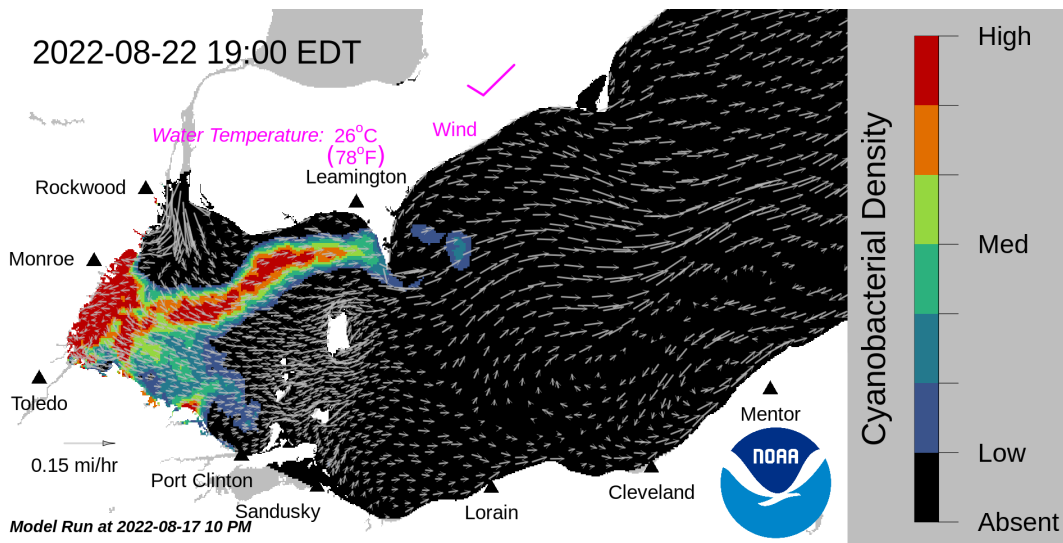 2022-08-22 19:00 EDT
Water Temperature: 26°C
(78°F)
Wind
Leamington
Rockwood
Monroe
Toledo
0.15 mi/hr
Port Clinton
Sandusky
Lorain
Cleveland
Mentor
NOAA
Model Run at 2022-08-17 10 PM
Cyanobacterial Density
High
Med
Low
Absent